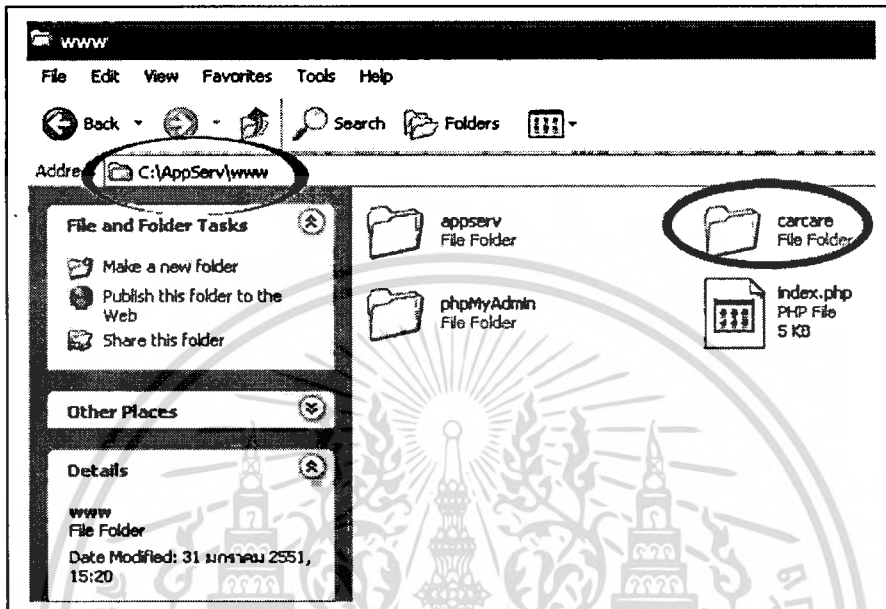 www
File Edit View Favorites Tools Help
Back Search Folders
Address C:\AppServ\www
File and Folder Tasks
Make a new folder
Publish this folder to the
Web
Share this folder
Other Places
Details
www
File Folder
Date Modified: 31 มกราคม 2551,
15:20
appserv
File Folder
carcare
File Folder
phpMyAdmin
File Folder
index.php
PHP File
5 KB